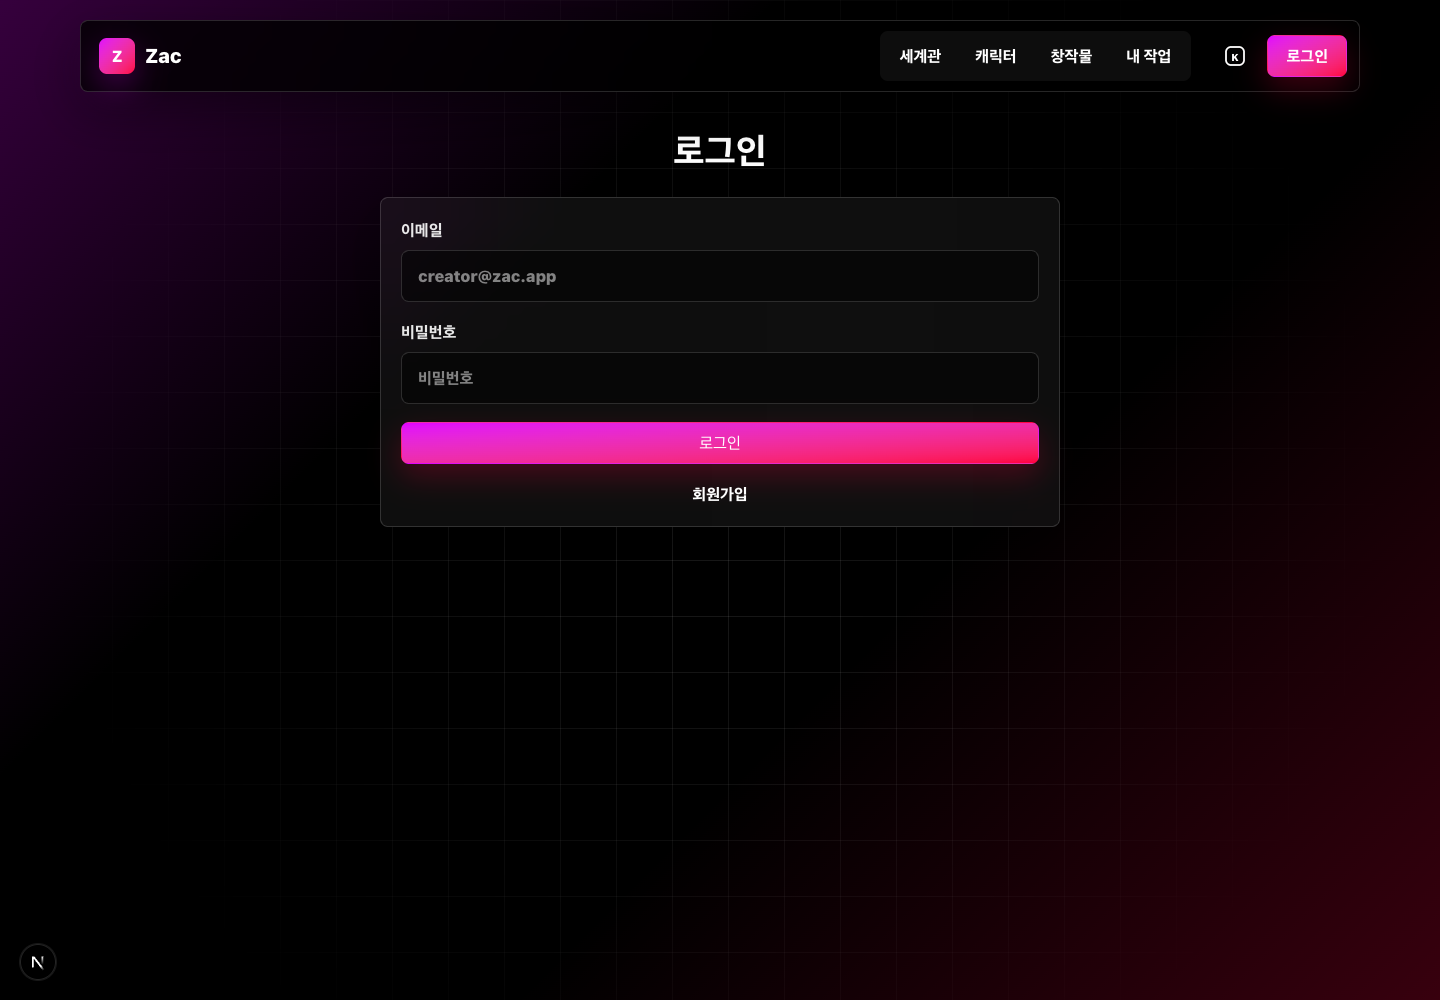 Z Zac 세계관 캐릭터 창작물 내 작업 K 로그인
로그인
이메일
creator@zac.app
비밀번호
비밀번호
로그인
회원가입
N